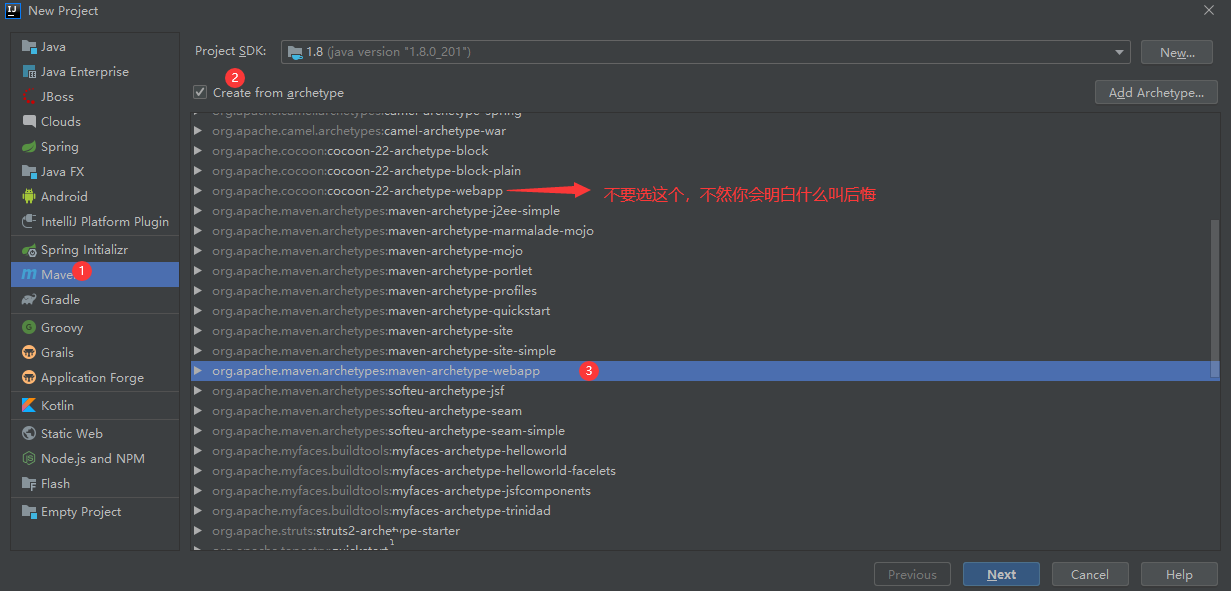 New Project
Java
Java Enterprise
JBoss
Clouds
Spring
Java FX
Android
IntelliJ Platform Plugin
Spring Initializr
Maven
1
Gradle
Groovy
Grails
Application Forge
Kotlin
Static Web
Node.js and NPM
Flash
Empty Project
Project SDK:
1.8 (java version "1.8.0_201")
New...
2
Create from archetype
Add Archetype...
org.apache.camel.archetypes:camel-archetype-spring
org.apache.camel.archetypes:camel-archetype-war
org.apache.cocoon:cocoon-22-archetype-block
org.apache.cocoon:cocoon-22-archetype-block-plain
org.apache.cocoon:cocoon-22-archetype-webapp
不要选这个，不然你会明白什么叫后悔
org.apache.maven.archetypes:maven-archetype-j2ee-simple
org.apache.maven.archetypes:maven-archetype-marmalade-mojo
org.apache.maven.archetypes:maven-archetype-mojo
org.apache.maven.archetypes:maven-archetype-portlet
org.apache.maven.archetypes:maven-archetype-profiles
org.apache.maven.archetypes:maven-archetype-quickstart
org.apache.maven.archetypes:maven-archetype-site
org.apache.maven.archetypes:maven-archetype-site-simple
org.apache.maven.archetypes:maven-archetype-webapp
3
org.apache.maven.archetypes:softeu-archetype-jsf
org.apache.maven.archetypes:softeu-archetype-seam
org.apache.maven.archetypes:softeu-archetype-seam-simple
org.apache.myfaces.buildtools:myfaces-archetype-helloworld
org.apache.myfaces.buildtools:myfaces-archetype-helloworld-facelets
org.apache.myfaces.buildtools:myfaces-archetype-jsfcomponents
org.apache.myfaces.buildtools:myfaces-archetype-trinidad
org.apache.struts:struts2-archetype-starter
org.apache.tapestry:quickstart
Previous
Next
Cancel
Help